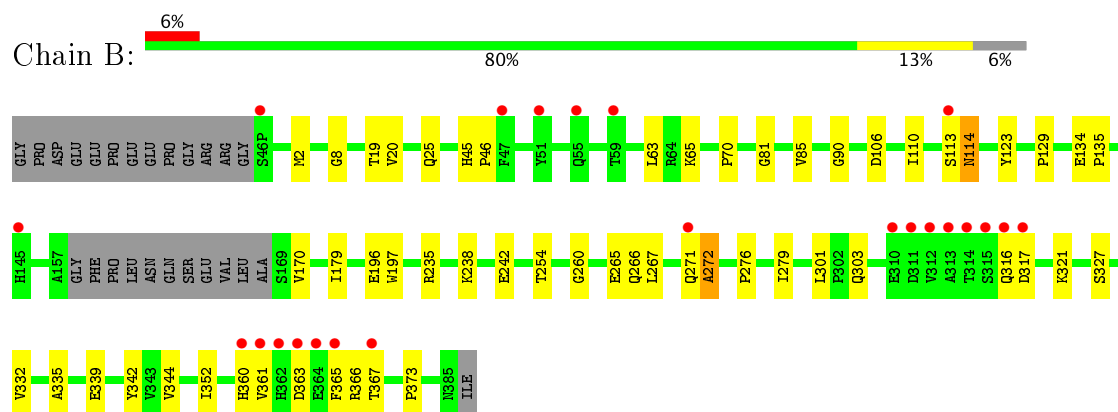 6%
Chain B:
80% 13% 6%
GLY PRO ASP GLU GLU PRO GLU GLU PRO GLY ARG ARG GLY S46P M2 G8 T19 V20 Q25 H45 P46 F47 Y51 Q55 T59 L63 R64 K65 P70 G81 V85 G90 D106 I110 S113 N114 Y123 P129 E134 P135
H145 A157 GLY PHE PRO LEU ASN GLN SER GLU VAL LEU ALA S169 V170 I179 E196 W197 R235 K238 E242 T254 G260 E265 Q266 L267 Q271 A272 P276 I279 L301 P302 Q303 E310 D311 V312 A313 T314 S315 Q316 D317 K321 S327
V332 A335 E339 Y342 V343 V344 I352 H360 V361 H362 D363 E364 F365 R366 T367 P373 N385 ILE